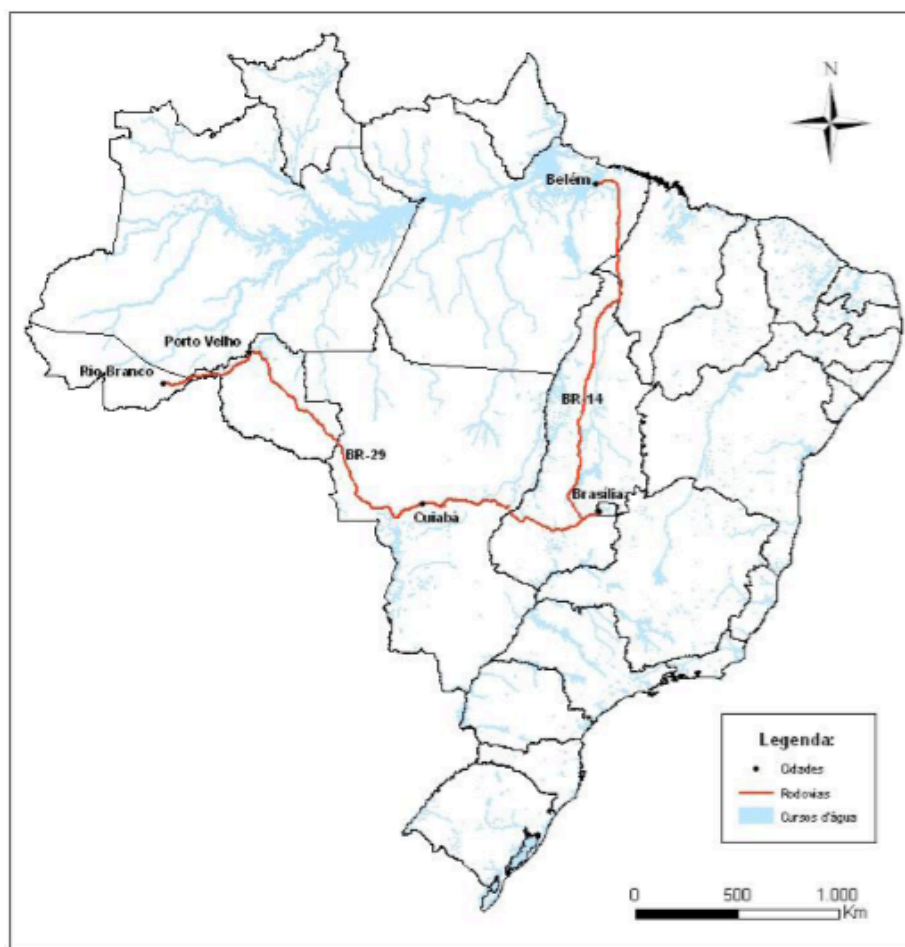 N
Belém
Porto Velho
Rio Branco
BR-14
BR-29
Brasília
Cuiabá
Legenda:
Cidades
Rodovias
Cursos d'água
0 500 1.000
Km